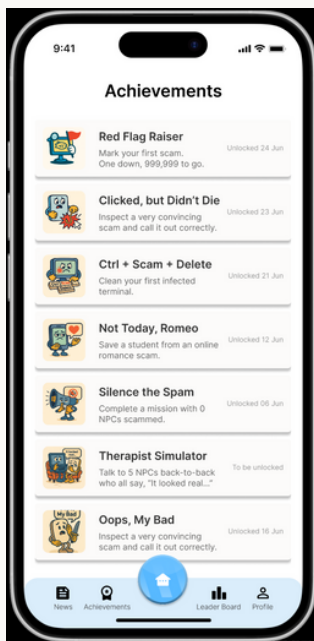 9:41
Achievements
Red Flag Raiser
Mark your first scam.
One down, 999,999 to go.
Unlocked 24 Jun
Clicked, but Didn't Die
Inspect a very convincing
scam and call it out correctly.
Unlocked 23 Jun
Ctrl + Scam + Delete
Clean your first infected
terminal.
Unlocked 21 Jun
Not Today, Romeo
Save a student from an online
romance scam.
Unlocked 12 Jun
Silence the Spam
Complete a mission with 0
NPCs scammed.
Unlocked 06 Jun
Therapist Simulator
Talk to 5 NPCs back-to-back
who all say, "It looked real..."
To be unlocked
My Bad
Oops, My Bad
Inspect a very convincing
scam and call it out correctly.
Unlocked 16 Jun
News
Achievements
Leader Board
Profile